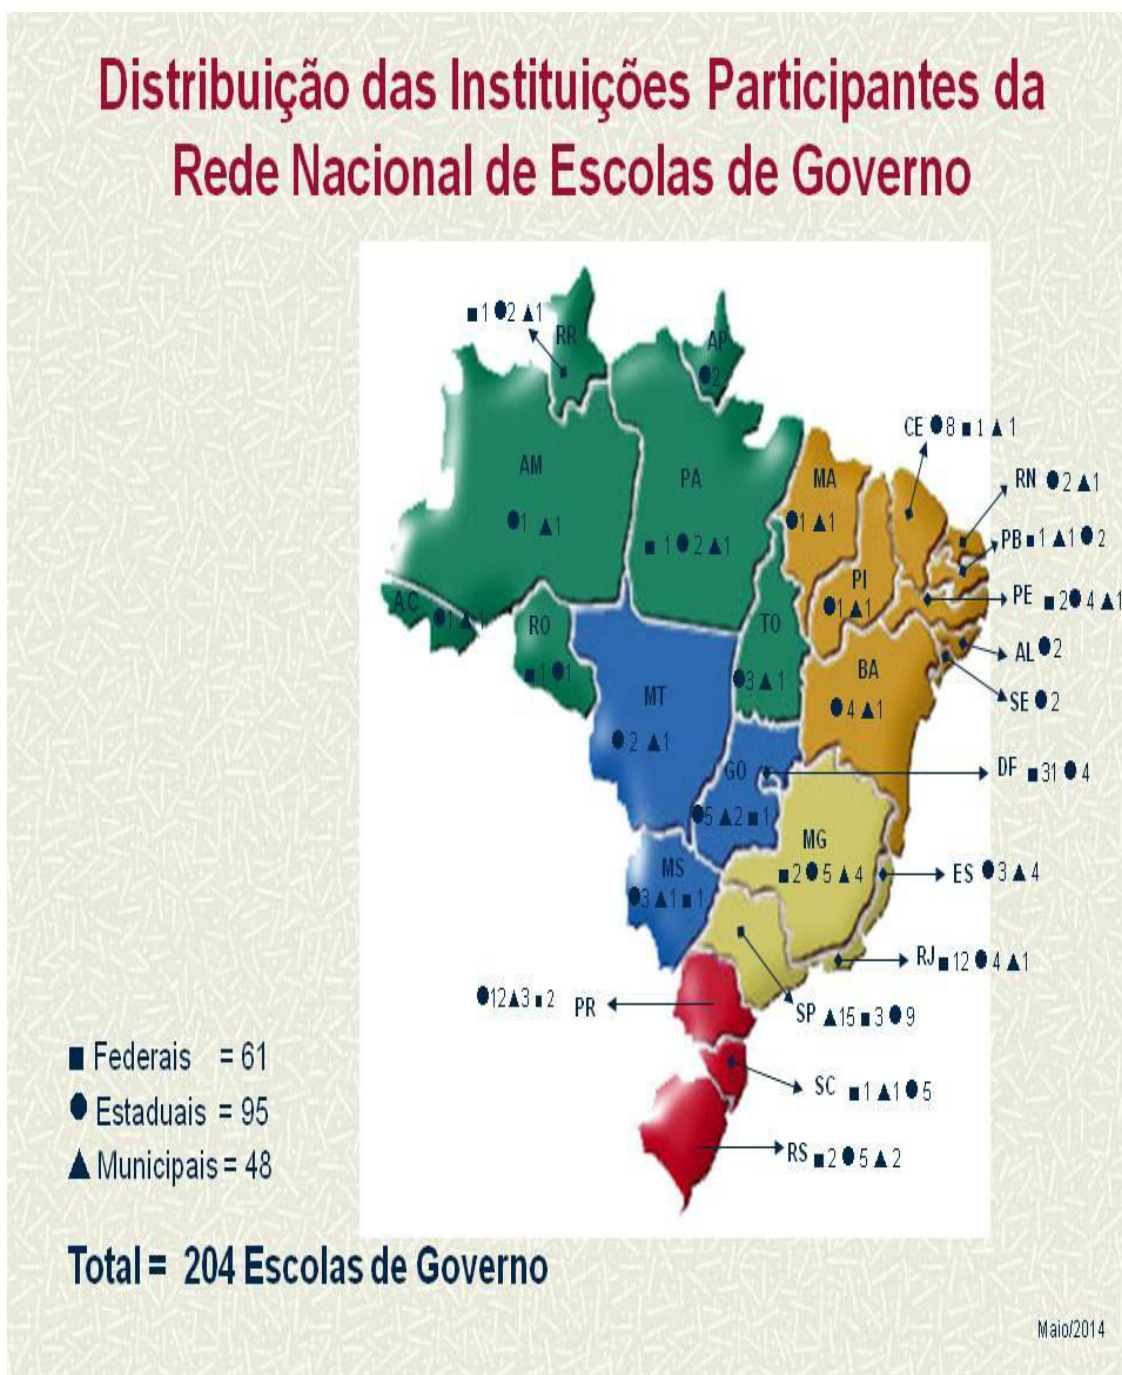 Distribuição das Instituições Participantes da
Rede Nacional de Escolas de Governo
■ 1 ●2 ▲1
RR
AP
●2
CE ●8 ■ 1 ▲ 1
AM
●1 ▲1
PA
■ 1 ● 2 ▲1
MA
●1 ▲1
RN ●2 ▲1
PB ■ 1 ▲1 ● 2
PI
●1 ▲1
PE ■ 2● 4 ▲1
AC ●1 ▲ 1
RO
■ 1 ●1
TO
●3 ▲ 1
AL ●2
BA
● 4 ▲1
SE ● 2
MT
● 2 ▲1
DF ■ 31 ● 4
GO
●5 ▲2 ■ 1
MG
■ 2 ● 5 ▲ 4
ES ● 3 ▲ 4
MS
●3 ▲1 ■ 1
RJ ■ 12 ● 4 ▲1
●12▲3 ■ 2 PR
SP ▲15 ■ 3 ● 9
SC ■ 1 ▲1 ● 5
RS ■ 2 ● 5 ▲ 2
■ Federais = 61
● Estaduais = 95
▲ Municipais = 48
Total = 204 Escolas de Governo
Maio/2014